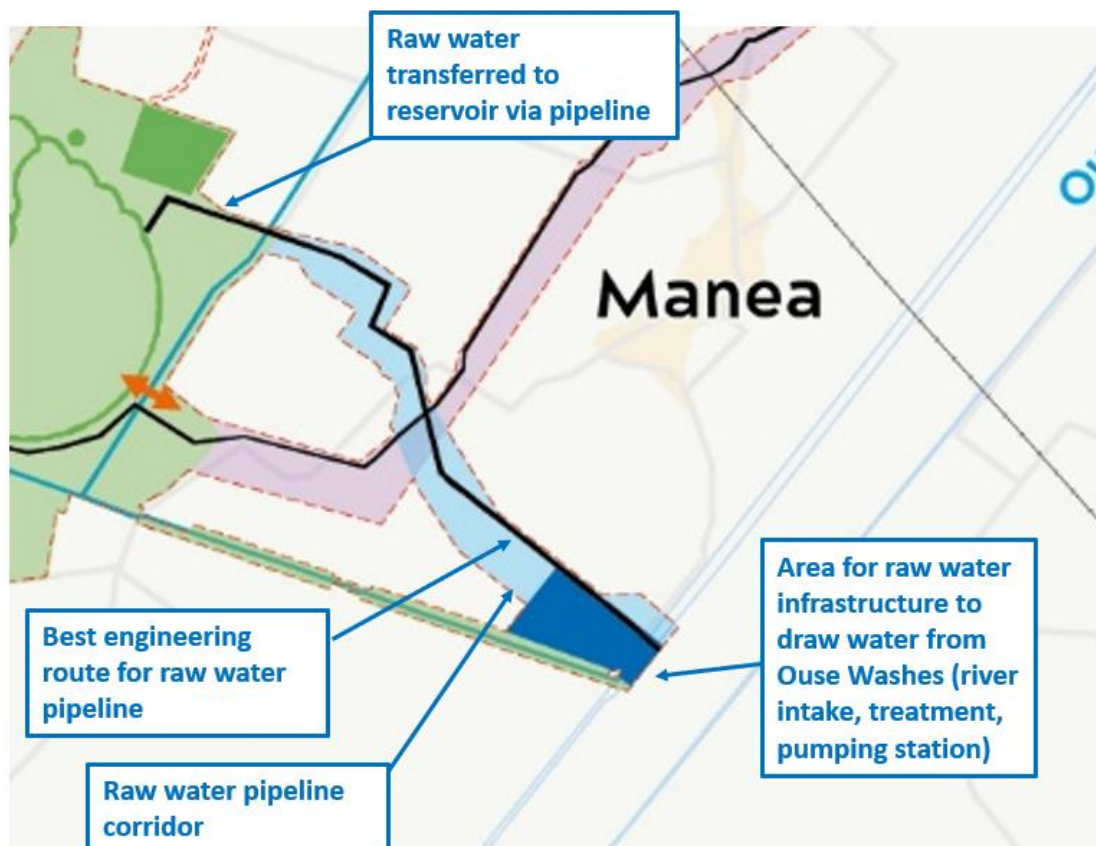 Raw water
transferred to
reservoir via pipeline
Manea
Best engineering
route for raw water
pipeline
Raw water pipeline
corridor
Area for raw water
infrastructure to
draw water from
Ouse Washes (river
intake, treatment,
pumping station)